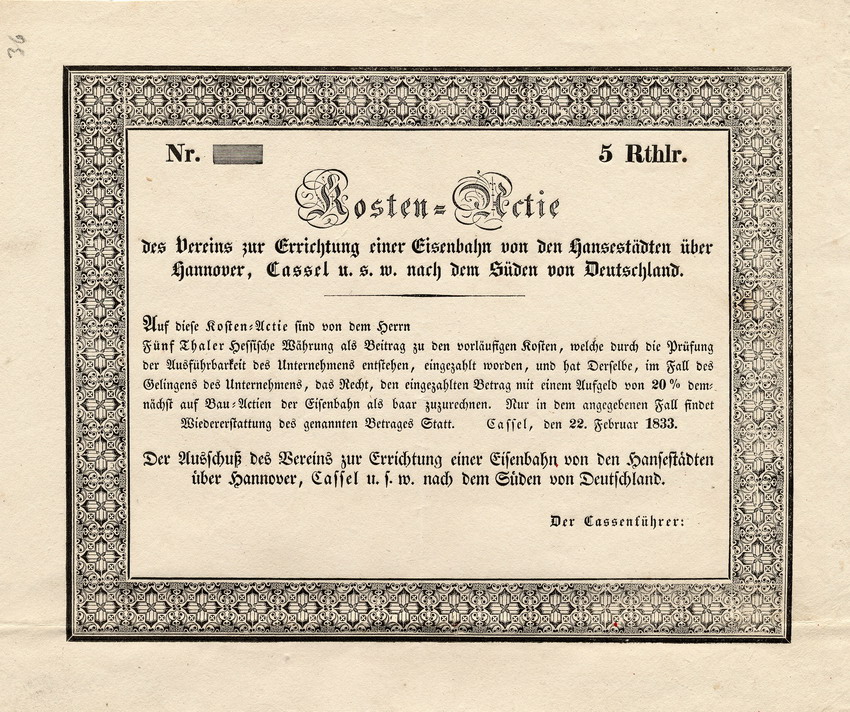 36
Nr.
5 Rthlr.
Kosten-Actie
des Vereins zur Errichtung einer Eisenbahn von den Hansestädten über
Hannover, Cassel u. s. w. nach dem Süden von Deutschland.
Auf diese Kosten-Actie sind von dem Herrn
Fünf Thaler Hessische Währung als Beitrag zu den vorläufigen Kosten, welche durch die Prüfung
der Ausführbarkeit des Unternehmens entstehen, eingezahlt worden, und hat Derselbe, im Fall des
Gelingens des Unternehmens, das Recht, den eingezahlten Betrag mit einem Aufgeld von 20 % dem-
nächst auf Bau-Actien der Eisenbahn als baar zuzurechnen. Nur in dem angegebenen Fall findet
Wiedererstattung des genannten Betrages Statt. Cassel, den 22. Februar 1833.
Der Ausschuß des Vereins zur Errichtung einer Eisenbahn von den Hansestädten
über Hannover, Cassel u. s. w. nach dem Süden von Deutschland.
Der Cassenführer: